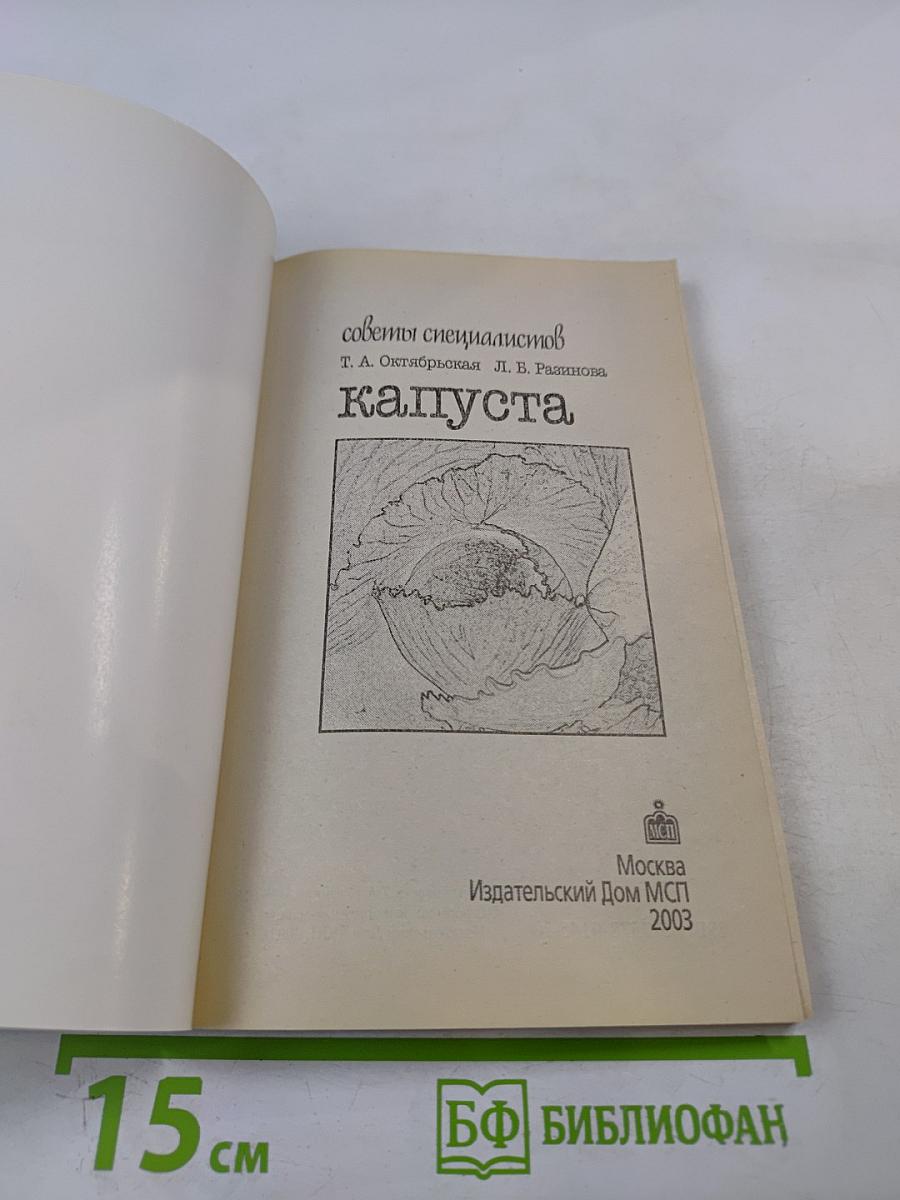 советы специалистов
Т. А. Октябрьская Л. Б. Разинова
капуста
МСП
Москва
Издательский Дом МСП
2003
15 см
БФ БИБЛИОФАН